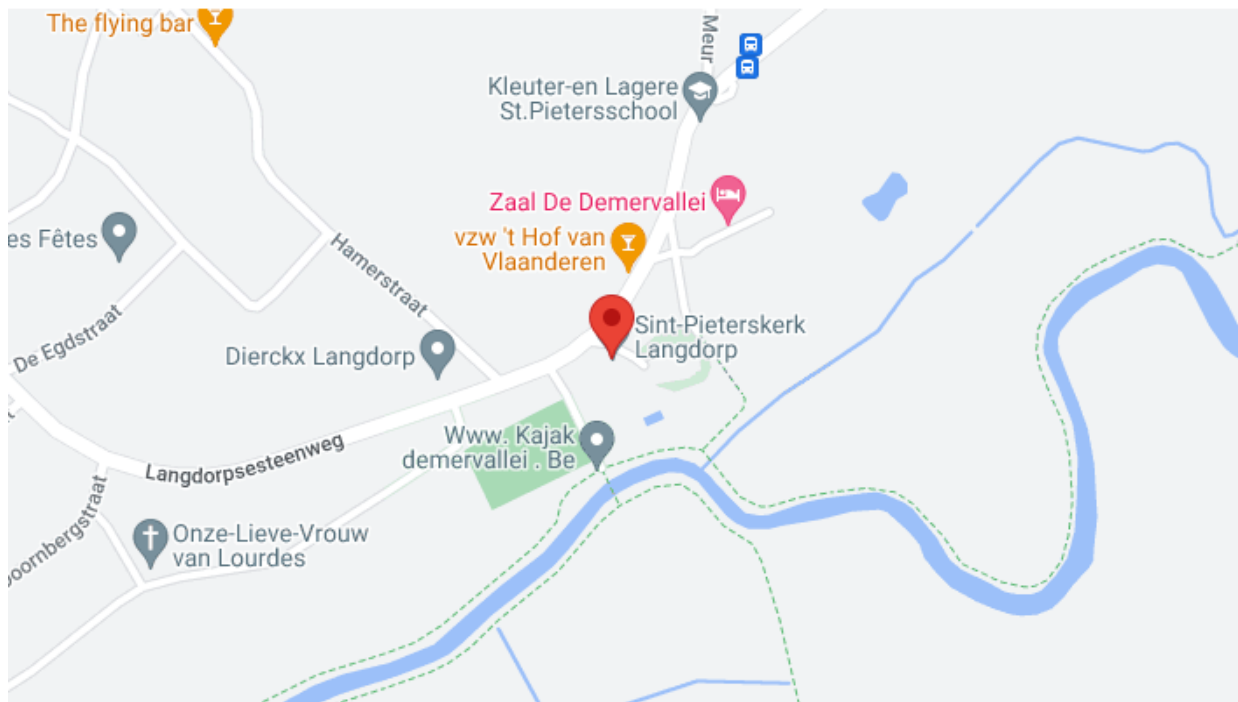 The flying bar
Meur
Kleuter-en Lagere
St.Pietersschool
Zaal De Demervallei
vzw 't Hof van
Vlaanderen
es Fêtes
Hamerstraat
Sint-Pieterskerk
Langdorp
De Egdstraat
Dierckx Langdorp
Www. Kajak
demervallei . Be
Langdorpsesteenweg
oornbergstraat
Onze-Lieve-Vrouw
van Lourdes